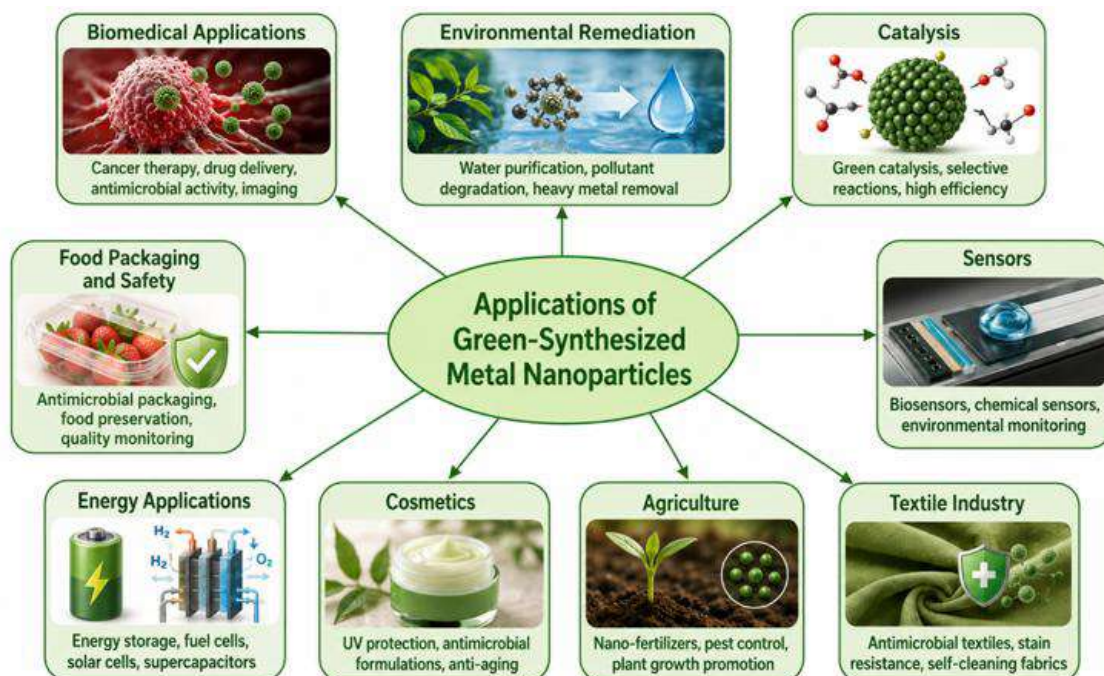 Biomedical Applications
Cancer therapy, drug delivery,
antimicrobial activity, imaging
Environmental Remediation
Water purification, pollutant
degradation, heavy metal removal
Catalysis
Green catalysis, selective
reactions, high efficiency
Food Packaging
and Safety
Antimicrobial packaging,
food preservation,
quality monitoring
Applications of
Green-Synthesized
Metal Nanoparticles
Sensors
Biosensors, chemical sensors,
environmental monitoring
Energy Applications
H₂
H₂
O₂
Energy storage, fuel cells,
solar cells, supercapacitors
Cosmetics
UV protection, antimicrobial
formulations, anti-aging
Agriculture
Nano-fertilizers, pest control,
plant growth promotion
Textile Industry
Antimicrobial textiles, stain
resistance, self-cleaning fabrics